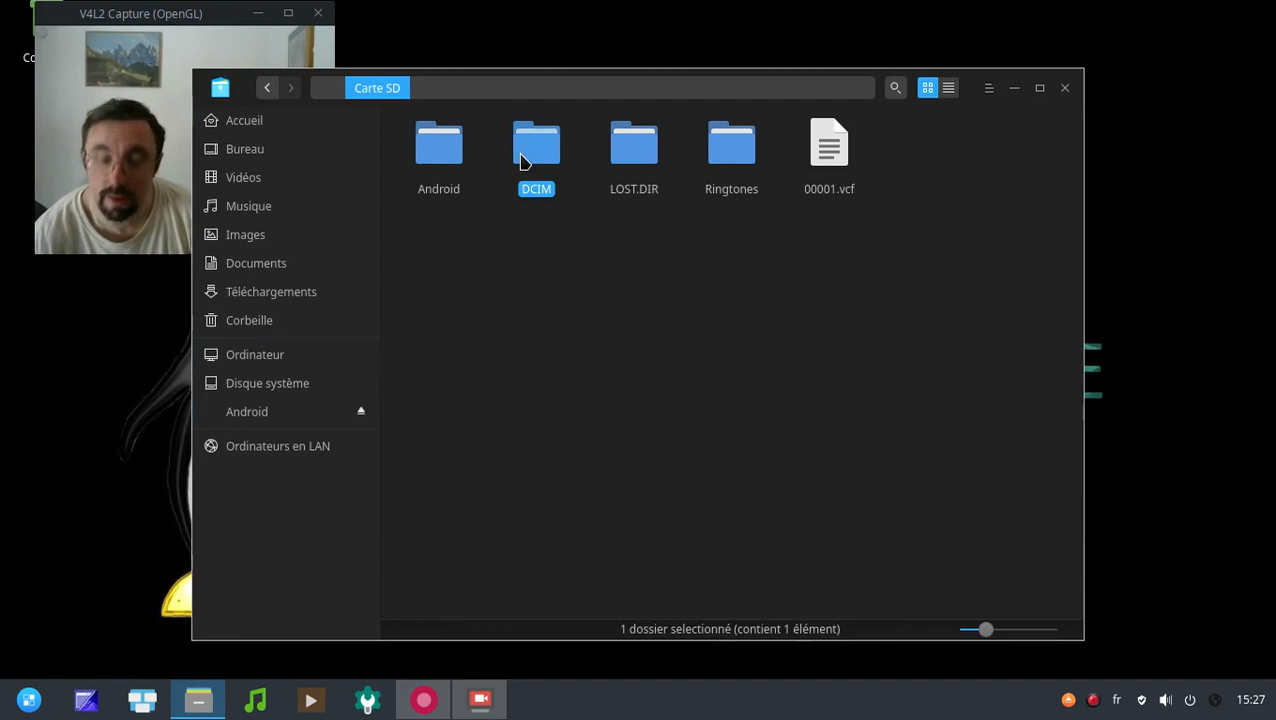 V4L2 Capture (OpenGL)
Co
Carte SD
Accueil
Bureau
Vidéos
Musique
Images
Documents
Téléchargements
Corbeille
Ordinateur
Disque système
Android
Ordinateurs en LAN
Android
DCIM
LOST.DIR
Ringtones
00001.vcf
1 dossier selectionné (contient 1 élément)
fr
15:27